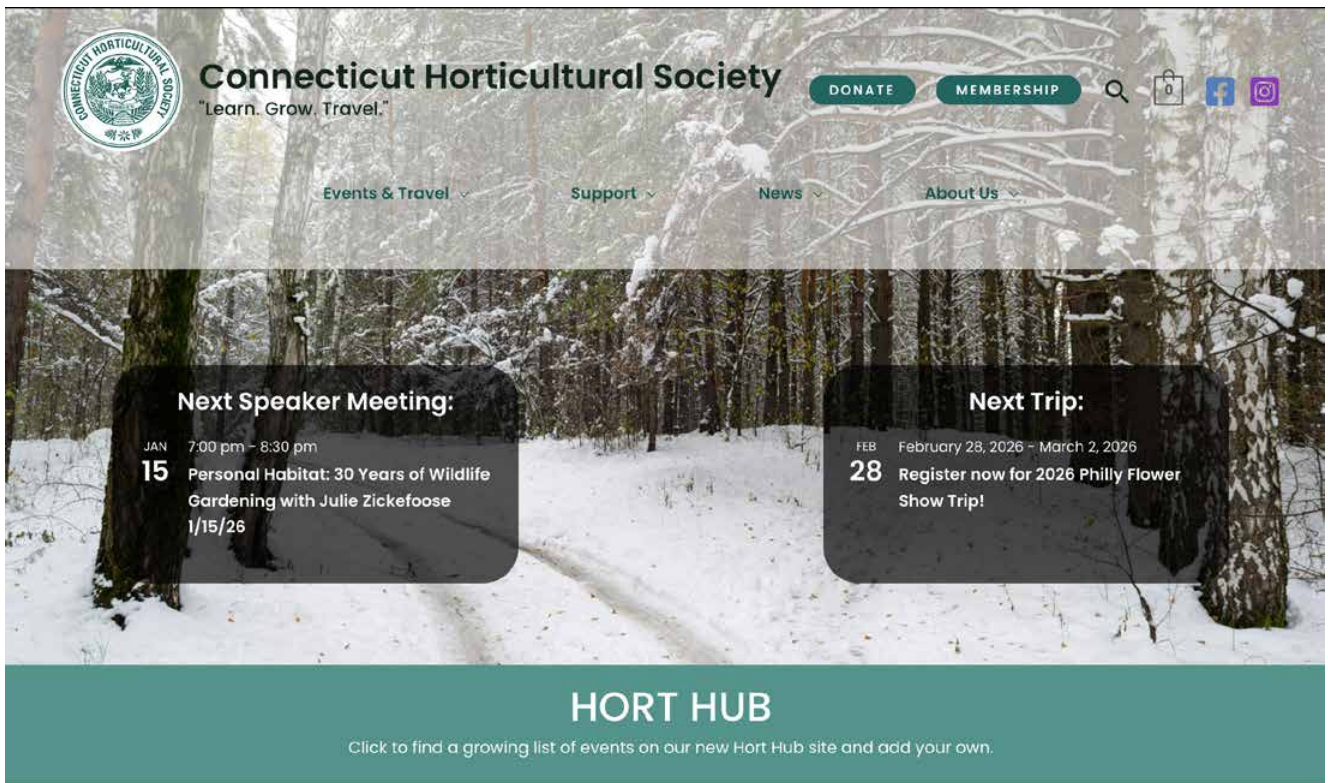 CONNECTICUT HORTICULTURAL SOCIETY
Connecticut Horticultural Society
"Learn. Grow. Travel."
DONATE
MEMBERSHIP
0
Events & Travel
Support
News
About Us
Next Speaker Meeting:
JAN
15
7:00 pm - 8:30 pm
Personal Habitat: 30 Years of Wildlife
Gardening with Julie Zickefoose
1/15/26
Next Trip:
FEB
28
February 28, 2026 - March 2, 2026
Register now for 2026 Philly Flower
Show Trip!
HORT HUB
Click to find a growing list of events on our new Hort Hub site and add your own.